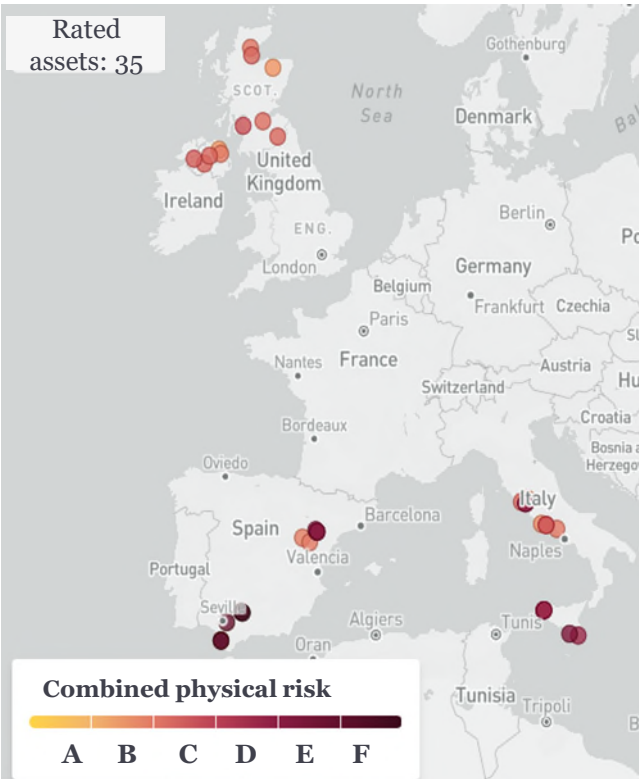 Rated
assets: 35
Gothenburg
North
Sea
SCOT.
Denmark
United
Kingdom
Ireland
Berlin
ENG.
London
Germany
Belgium
Frankfurt
Czechia
Paris
France
Nantes
Austria
Switzerland
Croatia
Bordeaux
Oviedo
Italy
Barcelona
Spain
Naples
Valencia
Portugal
Tunis
Algiers
Oran
Combined physical risk
Tunisia
Tripoli
A B C D E F